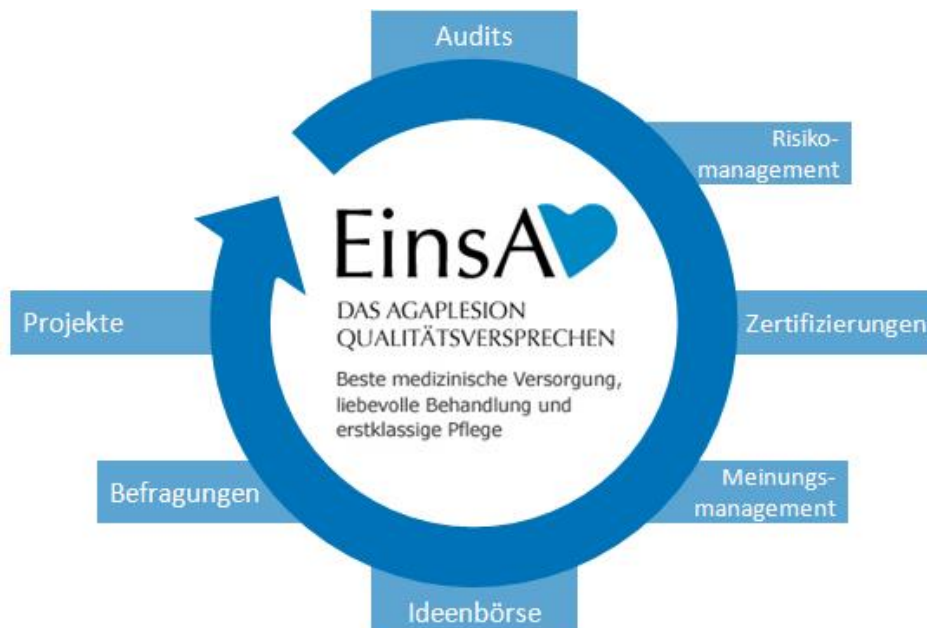 Audits
Risiko-
management
EinsA
DAS AGAPLESION
QUALITÄTSVERSPRECHEN
Projekte
Zertifizierungen
Beste medizinische Versorgung,
liebevolle Behandlung und
erstklassige Pflege
Befragungen
Meinungs-
management
Ideenbörse